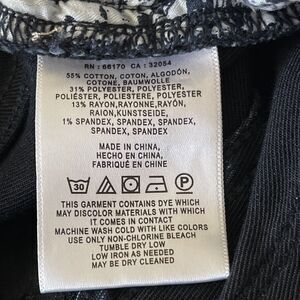 RN : 66170 CA : 32054
55% COTTON, COTON, ALGODÓN,
COTONE, BAUMWOLLE
31% POLYESTER, POLYESTER,
POLIÉSTER, POLIESTERE, POLYESTER
13% RAYON, RAYONNE, RAYÓN,
RAION, KUNSTSEIDE,
1% SPANDEX, SPANDEX, SPANDEX,
SPANDEX, SPANDEX
MADE IN CHINA,
HECHO EN CHINA,
FABRIQUÉ EN CHINE
30 P
THIS GARMENT CONTAINS DYE WHICH
MAY DISCOLOR MATERIALS WITH WHICH
IT COMES IN CONTACT
MACHINE WASH COLD WITH LIKE COLORS
USE ONLY NON-CHLORINE BLEACH
TUMBLE DRY LOW
LOW IRON AS NEEDED
MAY BE DRY CLEANED